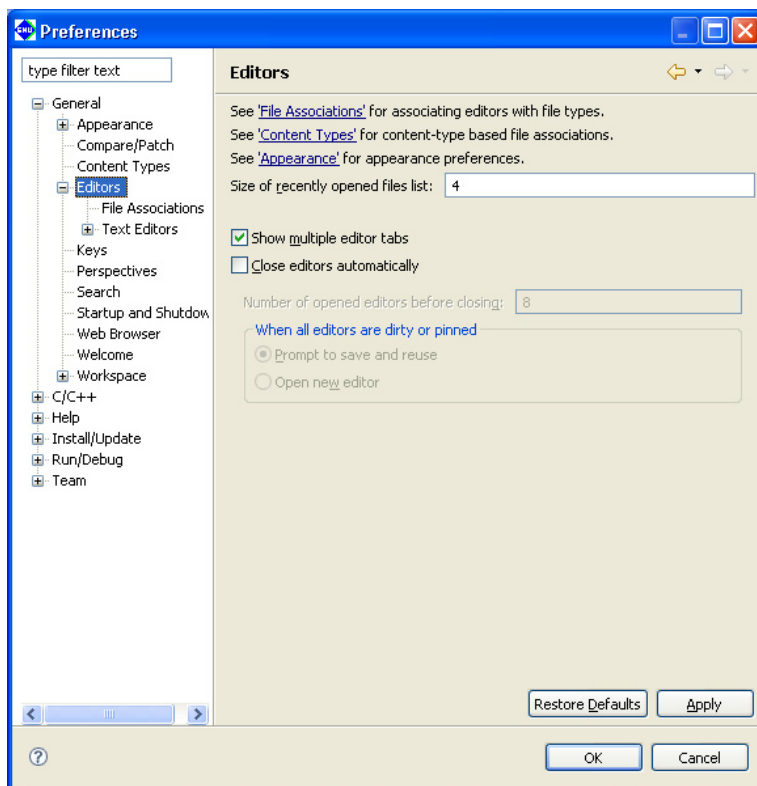 GNU Preferences
type filter text
General
Appearance
Compare/Patch
Content Types
Editors
File Associations
Text Editors
Keys
Perspectives
Search
Startup and Shutdow
Web Browser
Welcome
Workspace
C/C++
Help
Install/Update
Run/Debug
Team
Editors
See 'File Associations' for associating editors with file types.
See 'Content Types' for content-type based file associations.
See 'Appearance' for appearance preferences.
Size of recently opened files list: 4
Show multiple editor tabs
Close editors automatically
Number of opened editors before closing: 8
When all editors are dirty or pinned
Prompt to save and reuse
Open new editor
Restore Defaults Apply
? OK Cancel